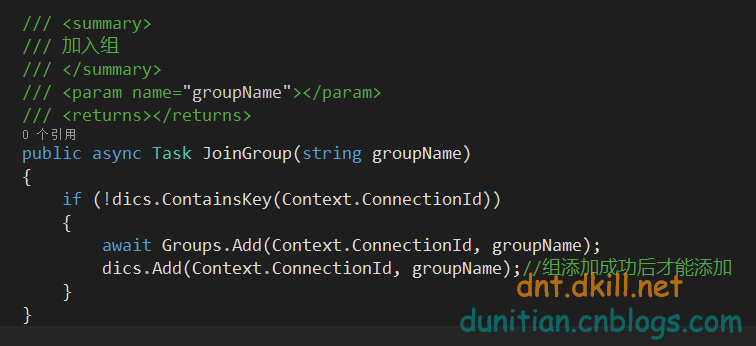 /// <summary>
/// 加入组
/// </summary>
/// <param name="groupName"></param>
/// <returns></returns>
0 个引用
public async Task JoinGroup(string groupName)
{
if (!dics.ContainsKey(Context.ConnectionId))
{
await Groups.Add(Context.ConnectionId, groupName);
dics.Add(Context.ConnectionId, groupName);//组添加成功后才能添加
}
}
dnt.dkill.net
dunitian.cnblogs.com